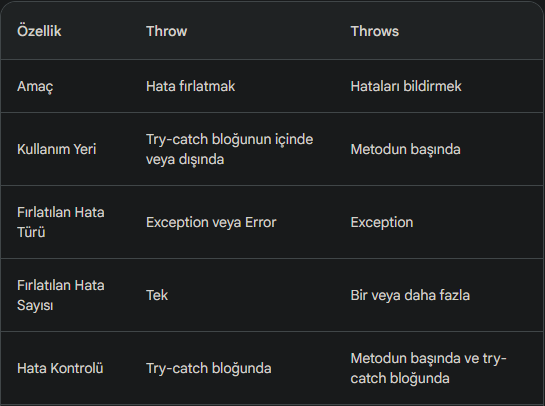 Özellik Throw Throws
Amaç Hata fırlatmak Hataları bildirmek
Kullanım Yeri
Try-catch bloğunun içinde
veya dışında
Metodun başında
Fırlatılan Hata
Türü
Exception veya Error
Exception
Fırlatılan Hata
Sayısı
Tek
Bir veya daha fazla
Hata Kontrolü
Try-catch bloğunda
Metodun başında ve try-
catch bloğunda